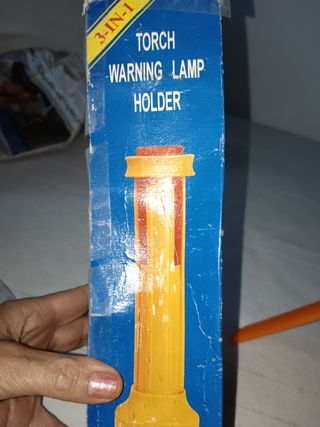 3-IN-1
TORCH
WARNING LAMP
HOLDER